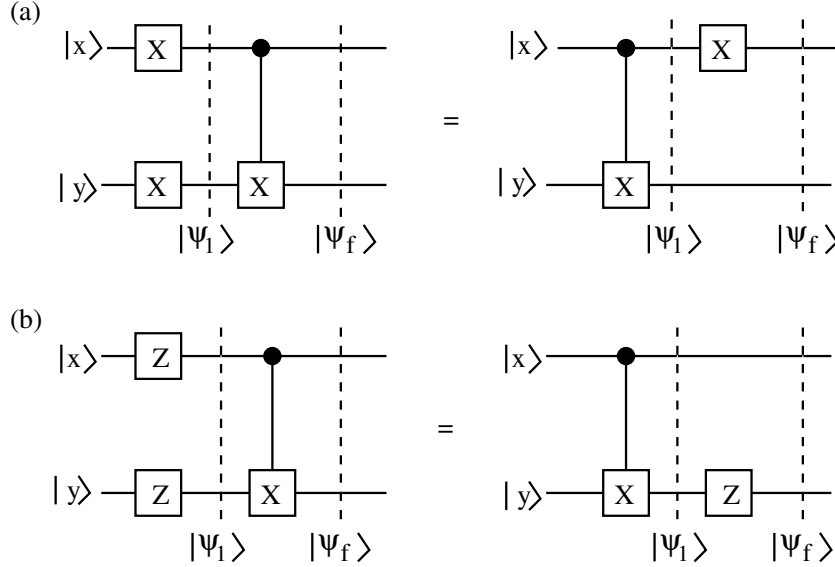 (a)
|x⟩ X |x⟩ X
=
|y⟩ X X |y⟩ X
|Ψ1⟩ |Ψf⟩ |Ψ1⟩ |Ψf⟩
(b)
|x⟩ Z |x⟩
=
|y⟩ Z X |y⟩ X Z
|Ψ1⟩ |Ψf⟩ |Ψ1⟩ |Ψf⟩